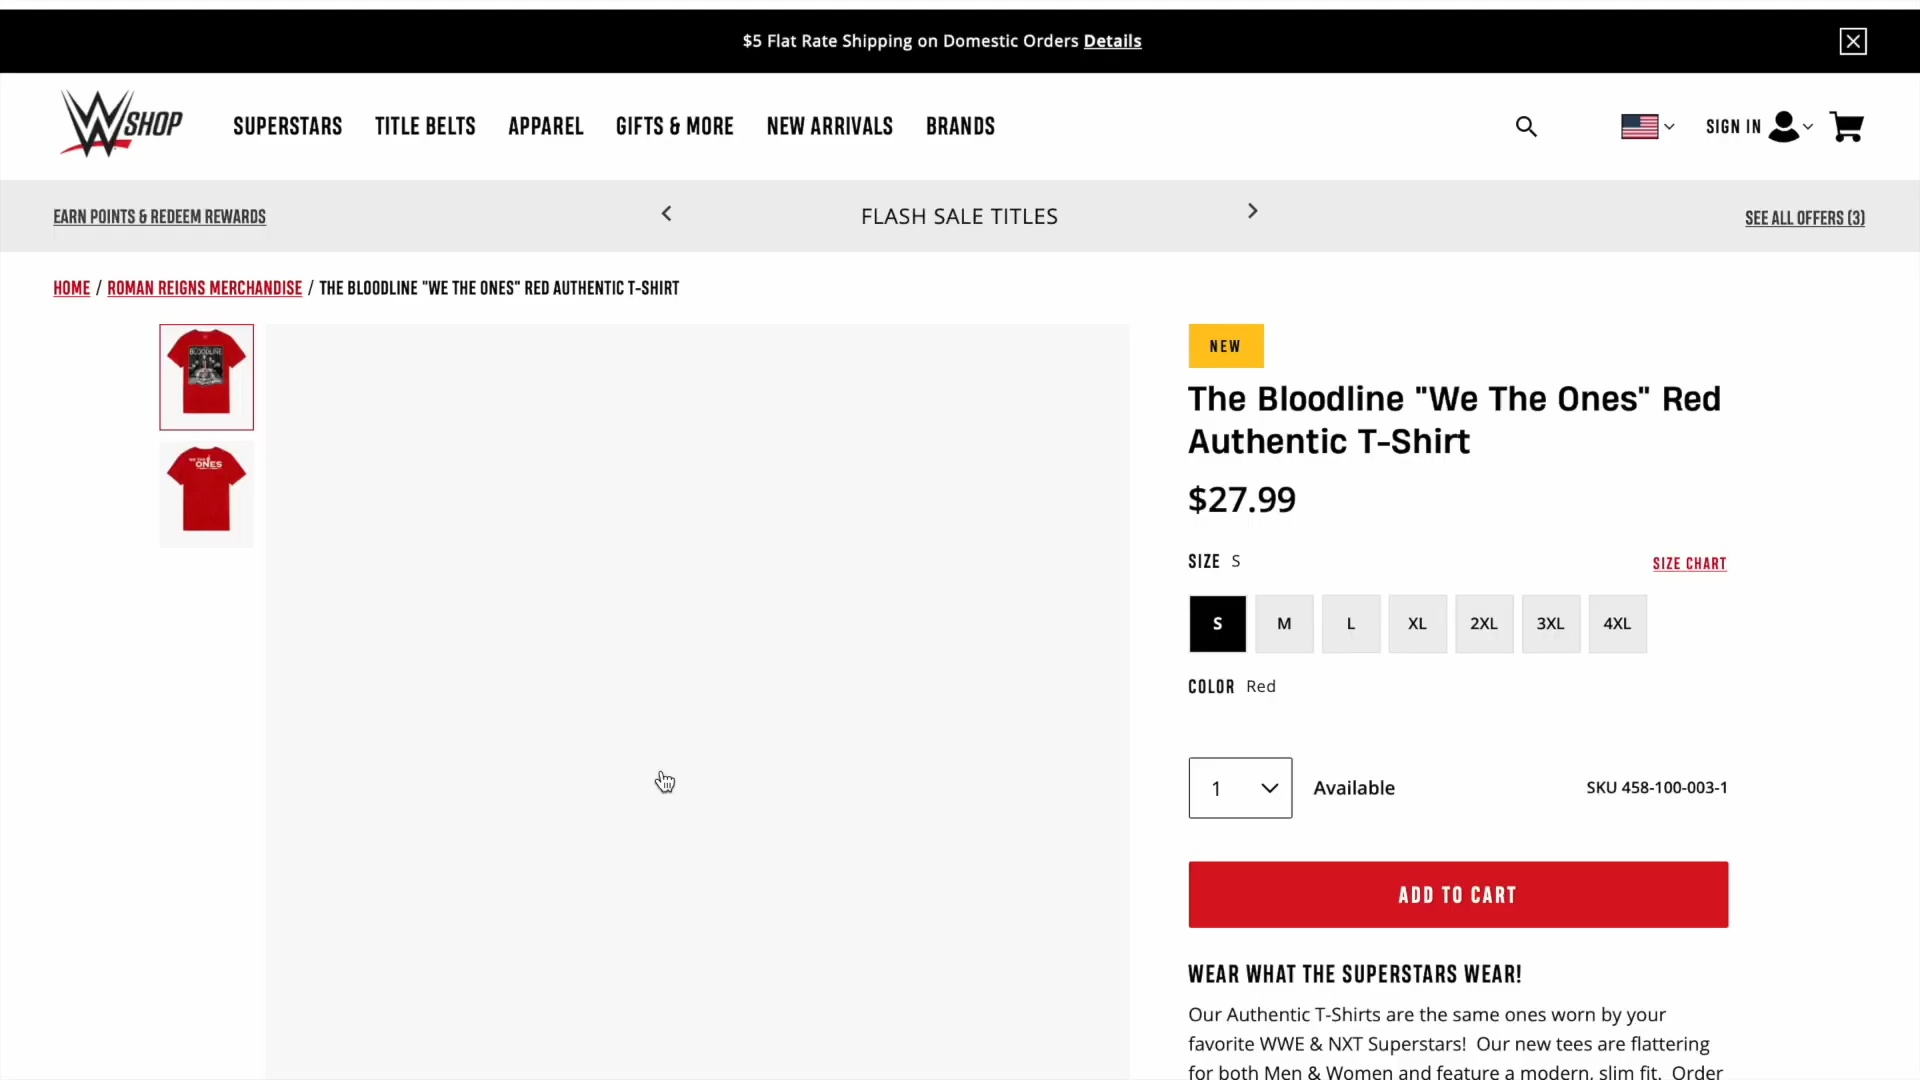 $5 Flat Rate Shipping on Domestic Orders Details
SHOP
SUPERSTARS TITLE BELTS APPAREL GIFTS & MORE NEW ARRIVALS BRANDS
SIGN IN
EARN POINTS & REDEEM REWARDS
FLASH SALE TITLES
SEE ALL OFFERS (3)
HOME / ROMAN REIGNS MERCHANDISE / THE BLOODLINE "WE THE ONES" RED AUTHENTIC T-SHIRT
BLOODLINE
WE THE
ONES
NEW
The Bloodline "We The Ones" Red
Authentic T-Shirt
$27.99
SIZE S
SIZE CHART
S M L XL 2XL 3XL 4XL
COLOR Red
1
Available
SKU 458-100-003-1
ADD TO CART
WEAR WHAT THE SUPERSTARS WEAR!
Our Authentic T-Shirts are the same ones worn by your
favorite WWE & NXT Superstars! Our new tees are flattering
for both Men & Women and feature a modern, slim fit. Order